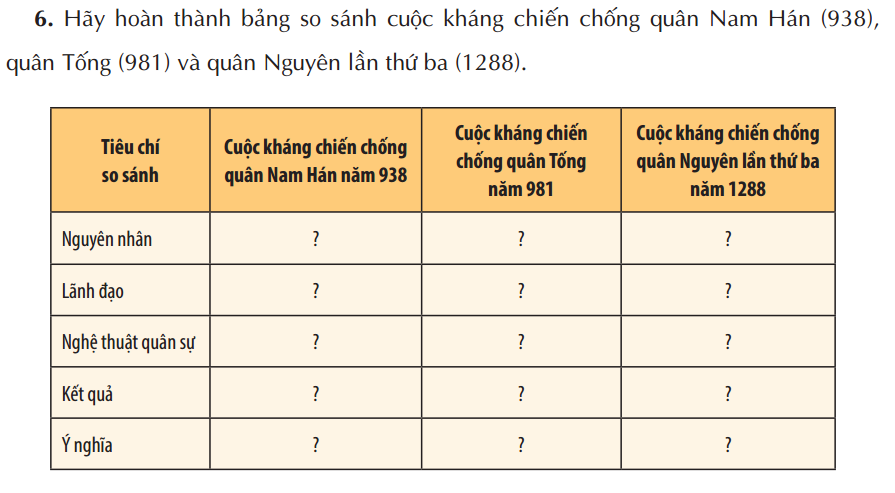 6. Hãy hoàn thành bảng so sánh cuộc kháng chiến chống quân Nam Hán (938),
quân Tống (981) và quân Nguyên lần thứ ba (1288).
Tiêu chí
so sánh
Cuộc kháng chiến chống
quân Nam Hán năm 938
Cuộc kháng chiến
chống quân Tống
năm 981
Cuộc kháng chiến chống
quân Nguyên lần thứ ba
năm 1288
Nguyên nhân ? ? ?
Lãnh đạo ? ? ?
Nghệ thuật quân sự ? ? ?
Kết quả ? ? ?
Ý nghĩa ? ? ?